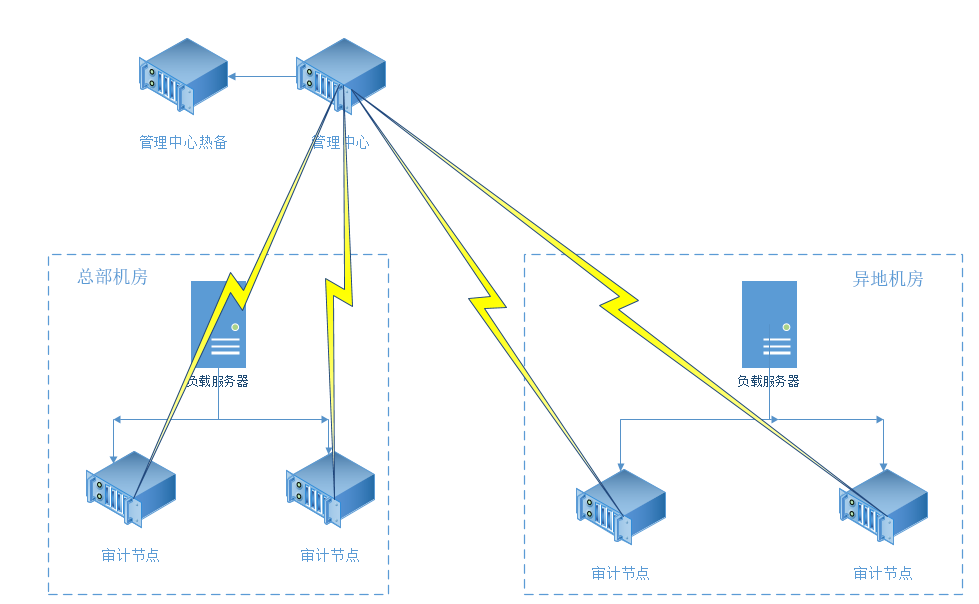 管理中心热备
管理中心
总部机房
异地机房
负载服务器
负载服务器
审计节点
审计节点
审计节点
审计节点